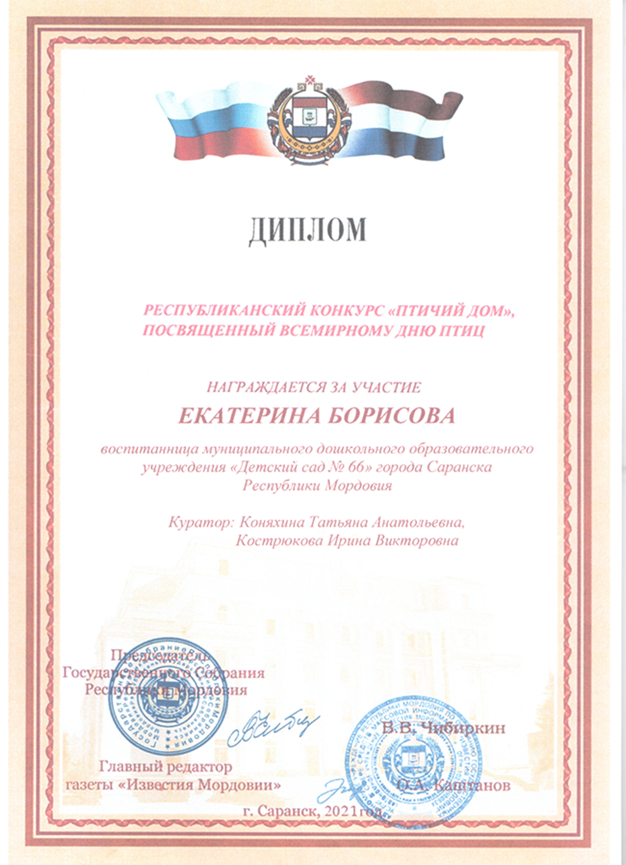 ДИПЛОМ
РЕСПУБЛИКАНСКИЙ КОНКУРС «ПТИЧИЙ ДОМ»,
ПОСВЯЩЕННЫЙ ВСЕМИРНОМУ ДНЮ ПТИЦ
НАГРАЖДАЕТСЯ ЗА УЧАСТИЕ
ЕКАТЕРИНА БОРИСОВА
воспитанница муниципального дошкольного образовательного
учреждения «Детский сад № 66» города Саранска
Республики Мордовия
Куратор: Коняхина Татьяна Анатольевна,
Кострюкова Ирина Викторовна
Председатель
Государственного Собрания
Республики Мордовия
В.В. Чибиркин
Главный редактор
газеты «Известия Мордовии»
О.А. Каштанов
г. Саранск, 2021год